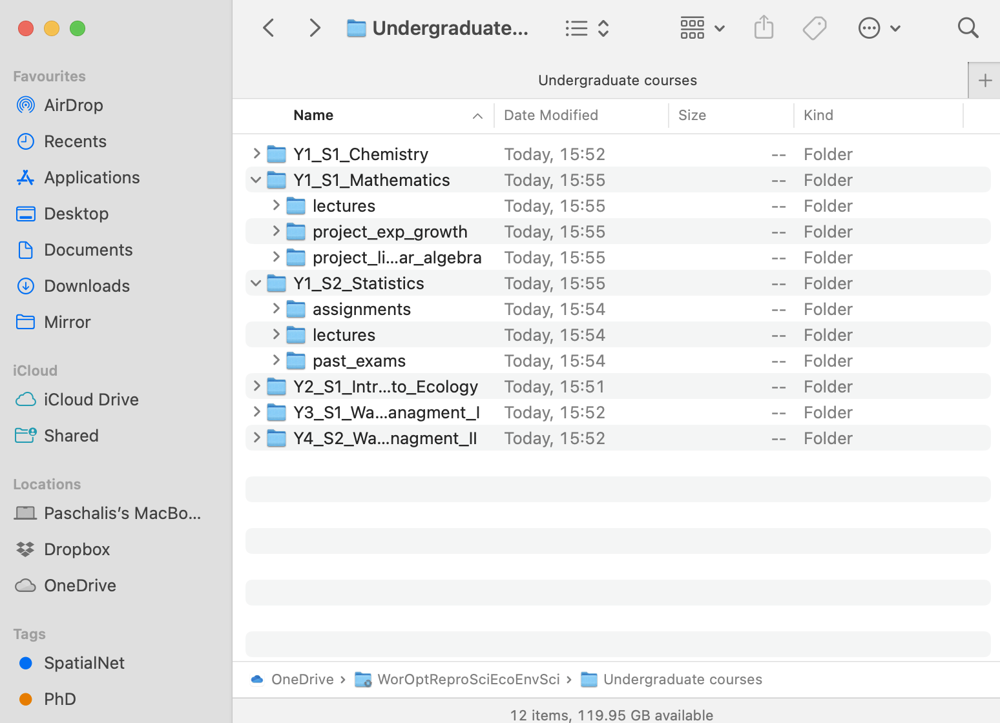 Undergraduate...
Favourites
AirDrop
Recents
Applications
Desktop
Documents
Downloads
Mirror
iCloud
iCloud Drive
Shared
Locations
Paschalis’s MacBo...
Dropbox
OneDrive
Tags
SpatialNet
PhD
Undergraduate courses
Name Date Modified Size Kind
Y1_S1_Chemistry Today, 15:52 -- Folder
Y1_S1_Mathematics Today, 15:55 -- Folder
lectures Today, 15:55 -- Folder
project_exp_growth Today, 15:55 -- Folder
project_li...ar_algebra Today, 15:55 -- Folder
Y1_S2_Statistics Today, 15:55 -- Folder
assignments Today, 15:54 -- Folder
lectures Today, 15:54 -- Folder
past_exams Today, 15:54 -- Folder
Y2_S1_Intr...to_Ecology Today, 15:51 -- Folder
Y3_S1_Wa...anagment_I Today, 15:52 -- Folder
Y4_S2_Wa...nagment_II Today, 15:52 -- Folder
OneDrive › WorOptReproSciEcoEnvSci › Undergraduate courses
12 items, 119.95 GB available